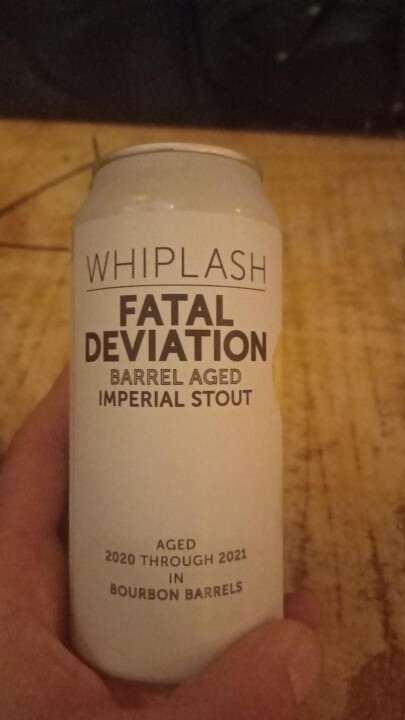 WHIPLASH
FATAL
DEVIATION
BARREL AGED
IMPERIAL STOUT
AGED
2020 THROUGH 2021
IN
BOURBON BARRELS